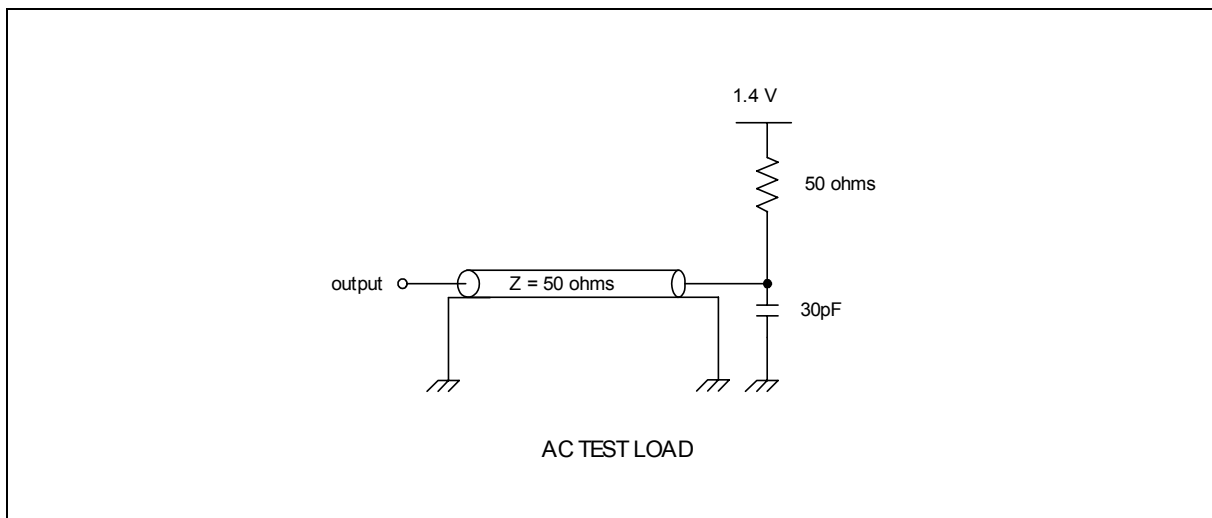 1.4 V
50 ohms
output
Z = 50 ohms
30pF
AC TEST LOAD